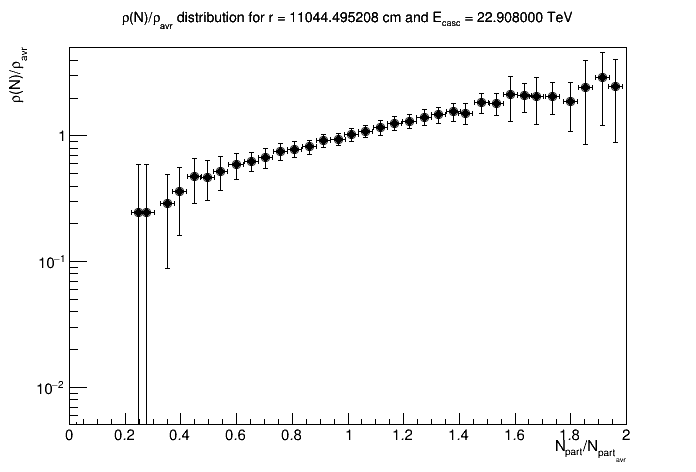 ρ(N)/ρavr distribution for r = 11044.495208 cm and Ecasc = 22.908000 TeV
ρ(N)/ρavr
1
10−1
10−2
0 0.2 0.4 0.6 0.8 1 1.2 1.4 1.6 1.8 2
Npart/Npartavr